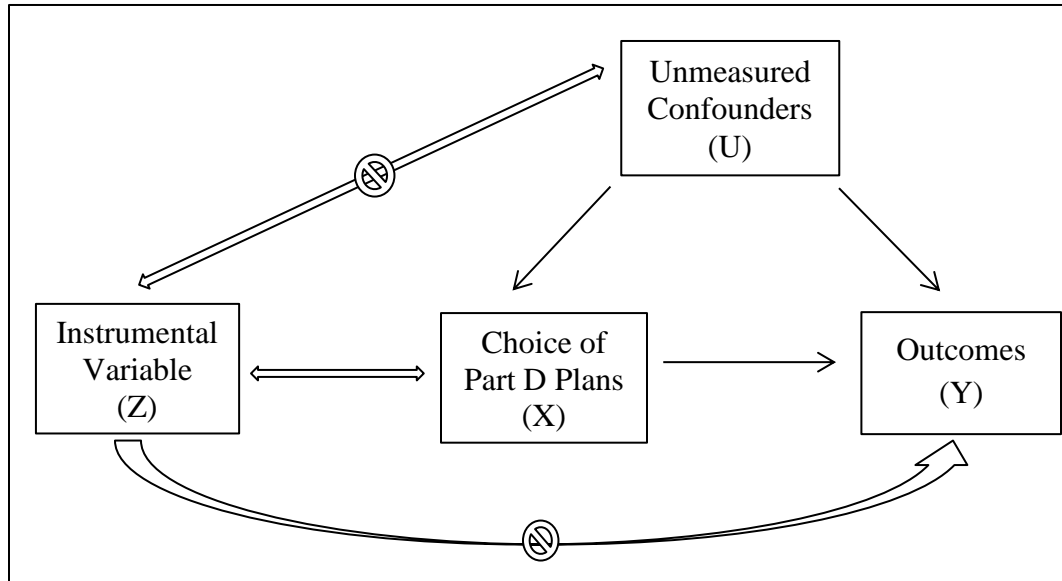 Unmeasured
Confounders
(U)
Instrumental
Variable
(Z)
Choice of
Part D Plans
(X)
Outcomes
(Y)